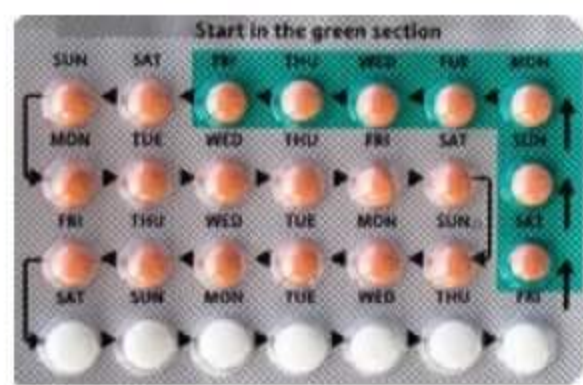 Start in the green section
SUN SAT FRI THU WED TUE MON
MON TUE WED THU FRI SAT SUN
FRI THU WED TUE MON SUN SAT
SAT SUN MON TUE WED THU FRI